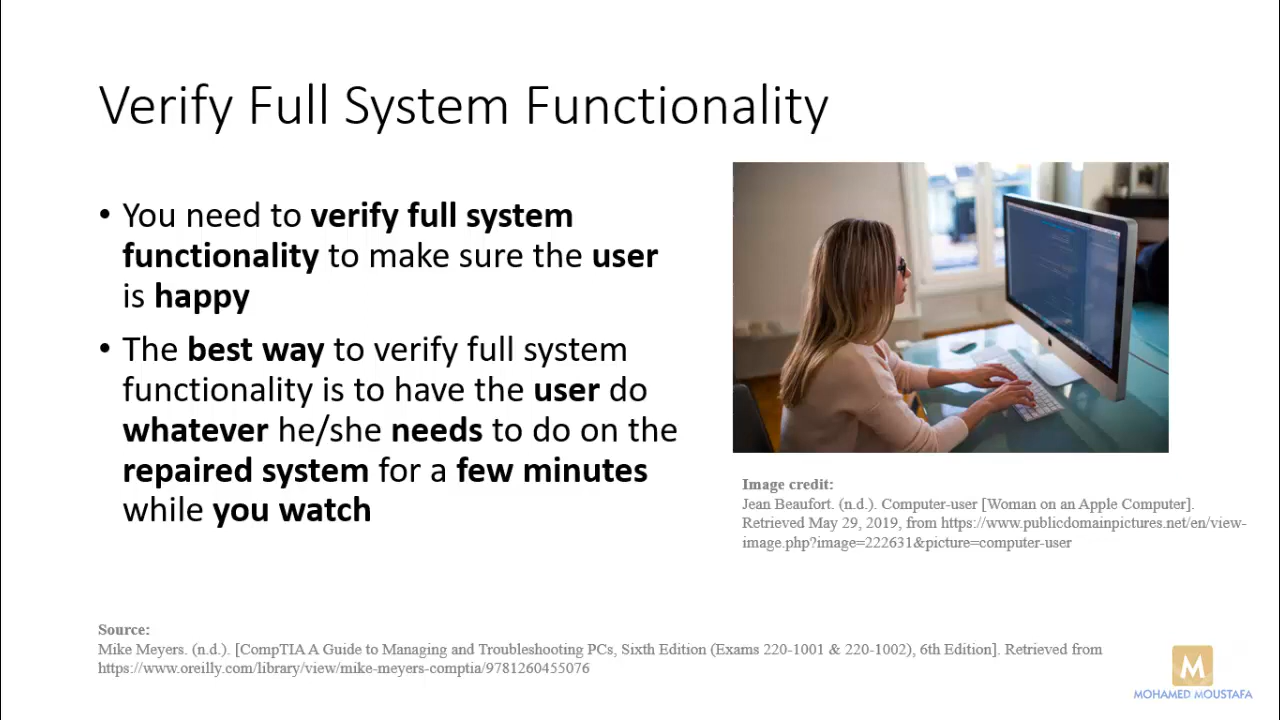 Verify Full System Functionality
• You need to verify full system
functionality to make sure the user
is happy
• The best way to verify full system
functionality is to have the user do
whatever he/she needs to do on the
repaired system for a few minutes
while you watch
Image credit:
Jean Beaufort. (n.d.). Computer-user [Woman on an Apple Computer].
Retrieved May 29, 2019, from https://www.publicdomainpictures.net/en/view-
image.php?image=222631&picture=computer-user
Source:
Mike Meyers. (n.d.). [CompTIA A Guide to Managing and Troubleshooting PCs, Sixth Edition (Exams 220-1001 & 220-1002), 6th Edition]. Retrieved from
https://www.oreilly.com/library/view/mike-meyers-comptia/9781260455076
M
MOHAMED MOUSTAFA